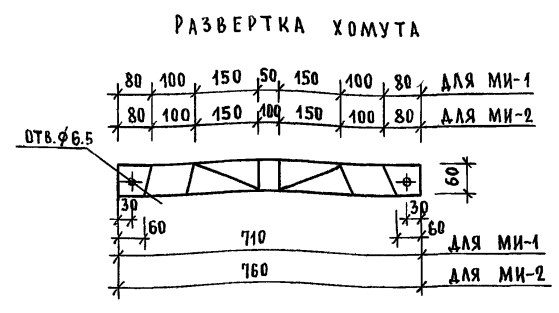 РАЗВЕРТКА ХОМУТА
80 100 150 50 150 100 80 ДЛЯ МИ-1
80 100 150 100 150 100 80 ДЛЯ МИ-2
ОТВ.ϕ6.5
60
30 30
60 60
710 ДЛЯ МИ-1
760 ДЛЯ МИ-2